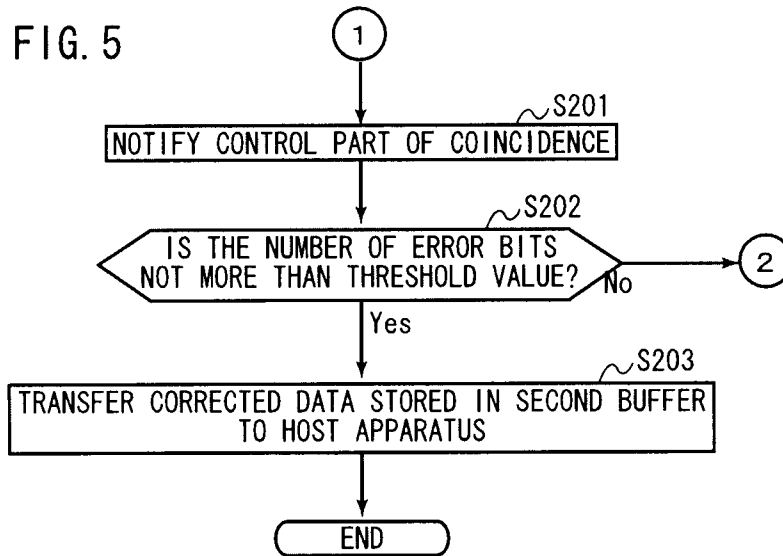 FIG. 5
1
S201
NOTIFY CONTROL PART OF COINCIDENCE
S202
IS THE NUMBER OF ERROR BITS
NOT MORE THAN THRESHOLD VALUE?
No
2
Yes
S203
TRANSFER CORRECTED DATA STORED IN SECOND BUFFER
TO HOST APPARATUS
END